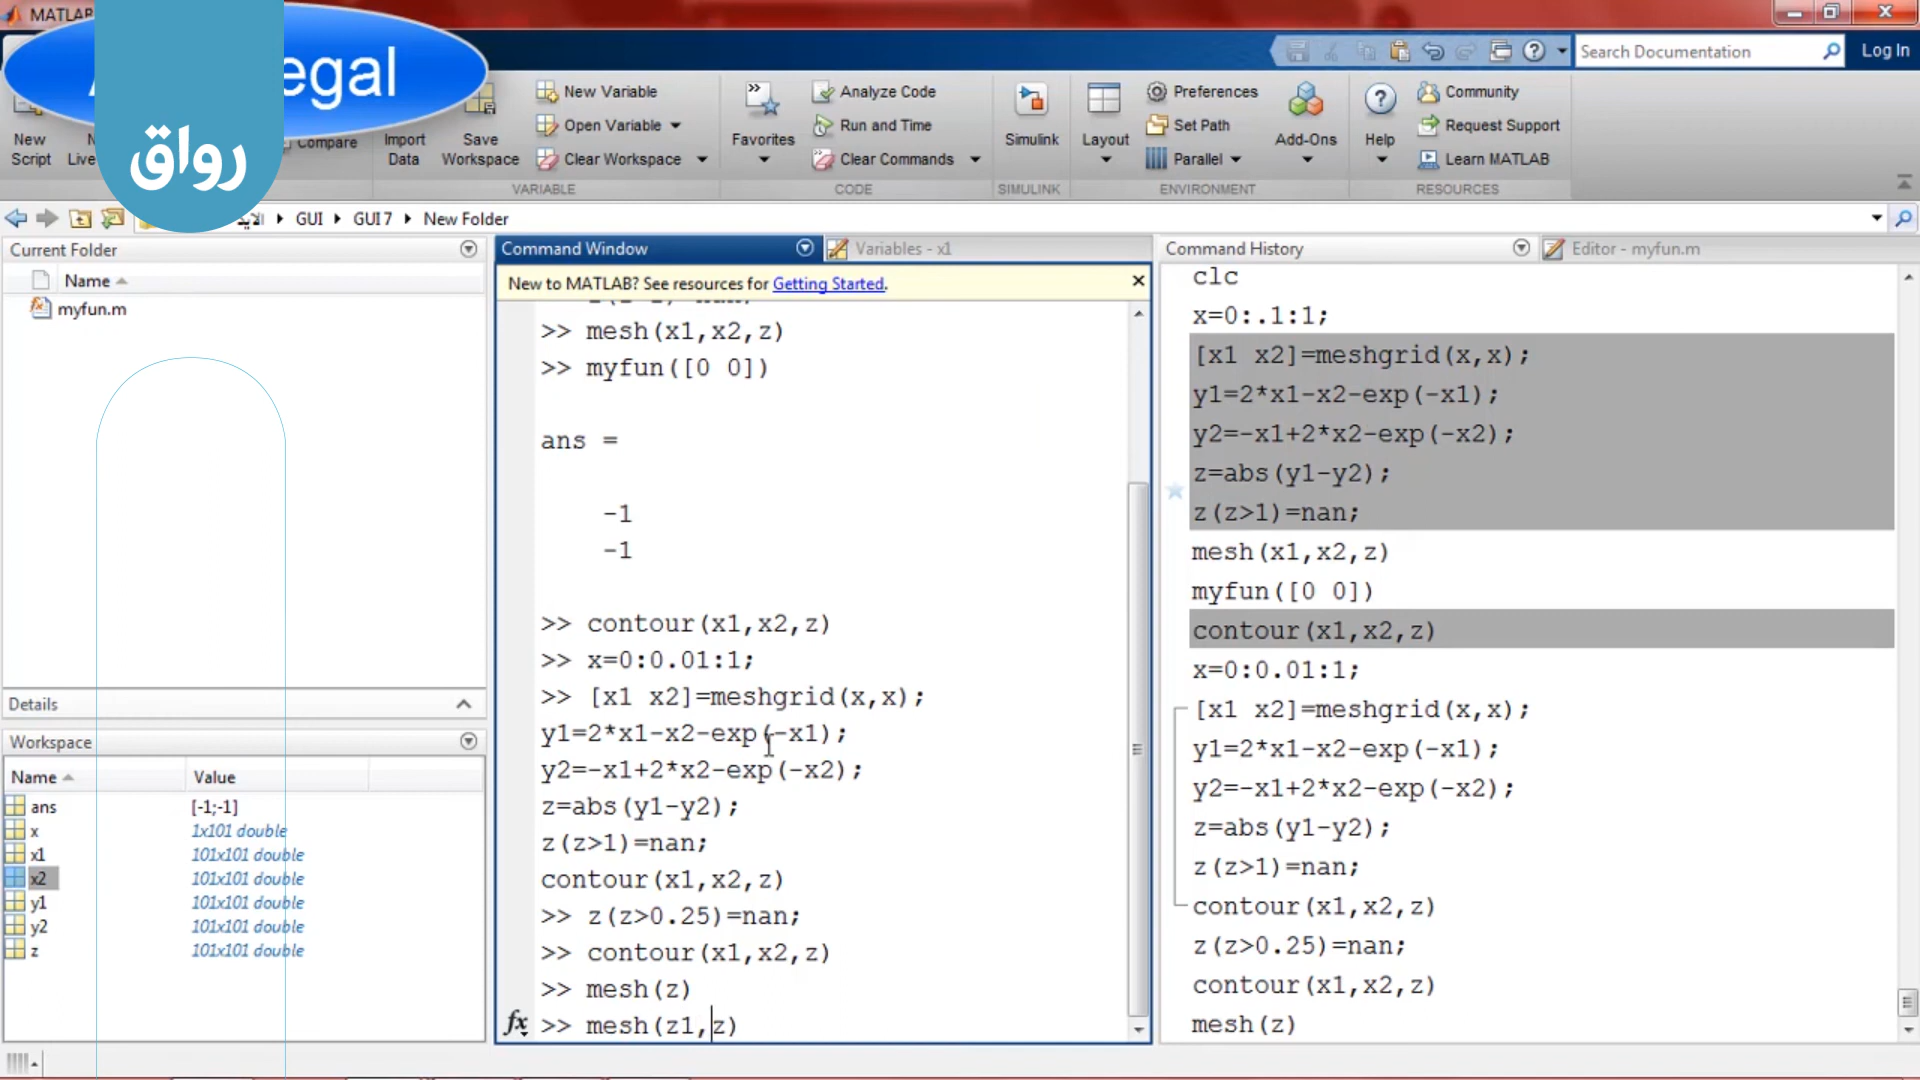 MATLAB
egal
رواق
Search Documentation
Log In
New Script
Live
Compare
Import Data
Save Workspace
New Variable
Open Variable
Clear Workspace
Favorites
Analyze Code
Run and Time
Clear Commands
Simulink
Layout
Preferences
Set Path
Parallel
Add-Ons
Help
Community
Request Support
Learn MATLAB
VARIABLE
CODE
SIMULINK
ENVIRONMENT
RESOURCES
GUI
GUI 7
New Folder
Current Folder
Name
myfun.m
Details
Workspace
Name Value
ans [-1;-1]
x 1x101 double
x1 101x101 double
x2 101x101 double
y1 101x101 double
y2 101x101 double
z 101x101 double
Command Window
Variables - x1
New to MATLAB? See resources for Getting Started.
>> mesh(x1,x2,z)
>> myfun([0 0])
ans =
-1
-1
>> contour(x1,x2,z)
>> x=0:0.01:1;
>> [x1 x2]=meshgrid(x,x);
y1=2*x1-x2-exp(-x1);
y2=-x1+2*x2-exp(-x2);
z=abs(y1-y2);
z(z>1)=nan;
contour(x1,x2,z)
>> z(z>0.25)=nan;
>> contour(x1,x2,z)
>> mesh(z)
fx >> mesh(z1,z)
Command History
Editor - myfun.m
clc
x=0:.1:1;
[x1 x2]=meshgrid(x,x);
y1=2*x1-x2-exp(-x1);
y2=-x1+2*x2-exp(-x2);
z=abs(y1-y2);
z(z>1)=nan;
mesh(x1,x2,z)
myfun([0 0])
contour(x1,x2,z)
x=0:0.01:1;
[x1 x2]=meshgrid(x,x);
y1=2*x1-x2-exp(-x1);
y2=-x1+2*x2-exp(-x2);
z=abs(y1-y2);
z(z>1)=nan;
contour(x1,x2,z)
z(z>0.25)=nan;
contour(x1,x2,z)
mesh(z)